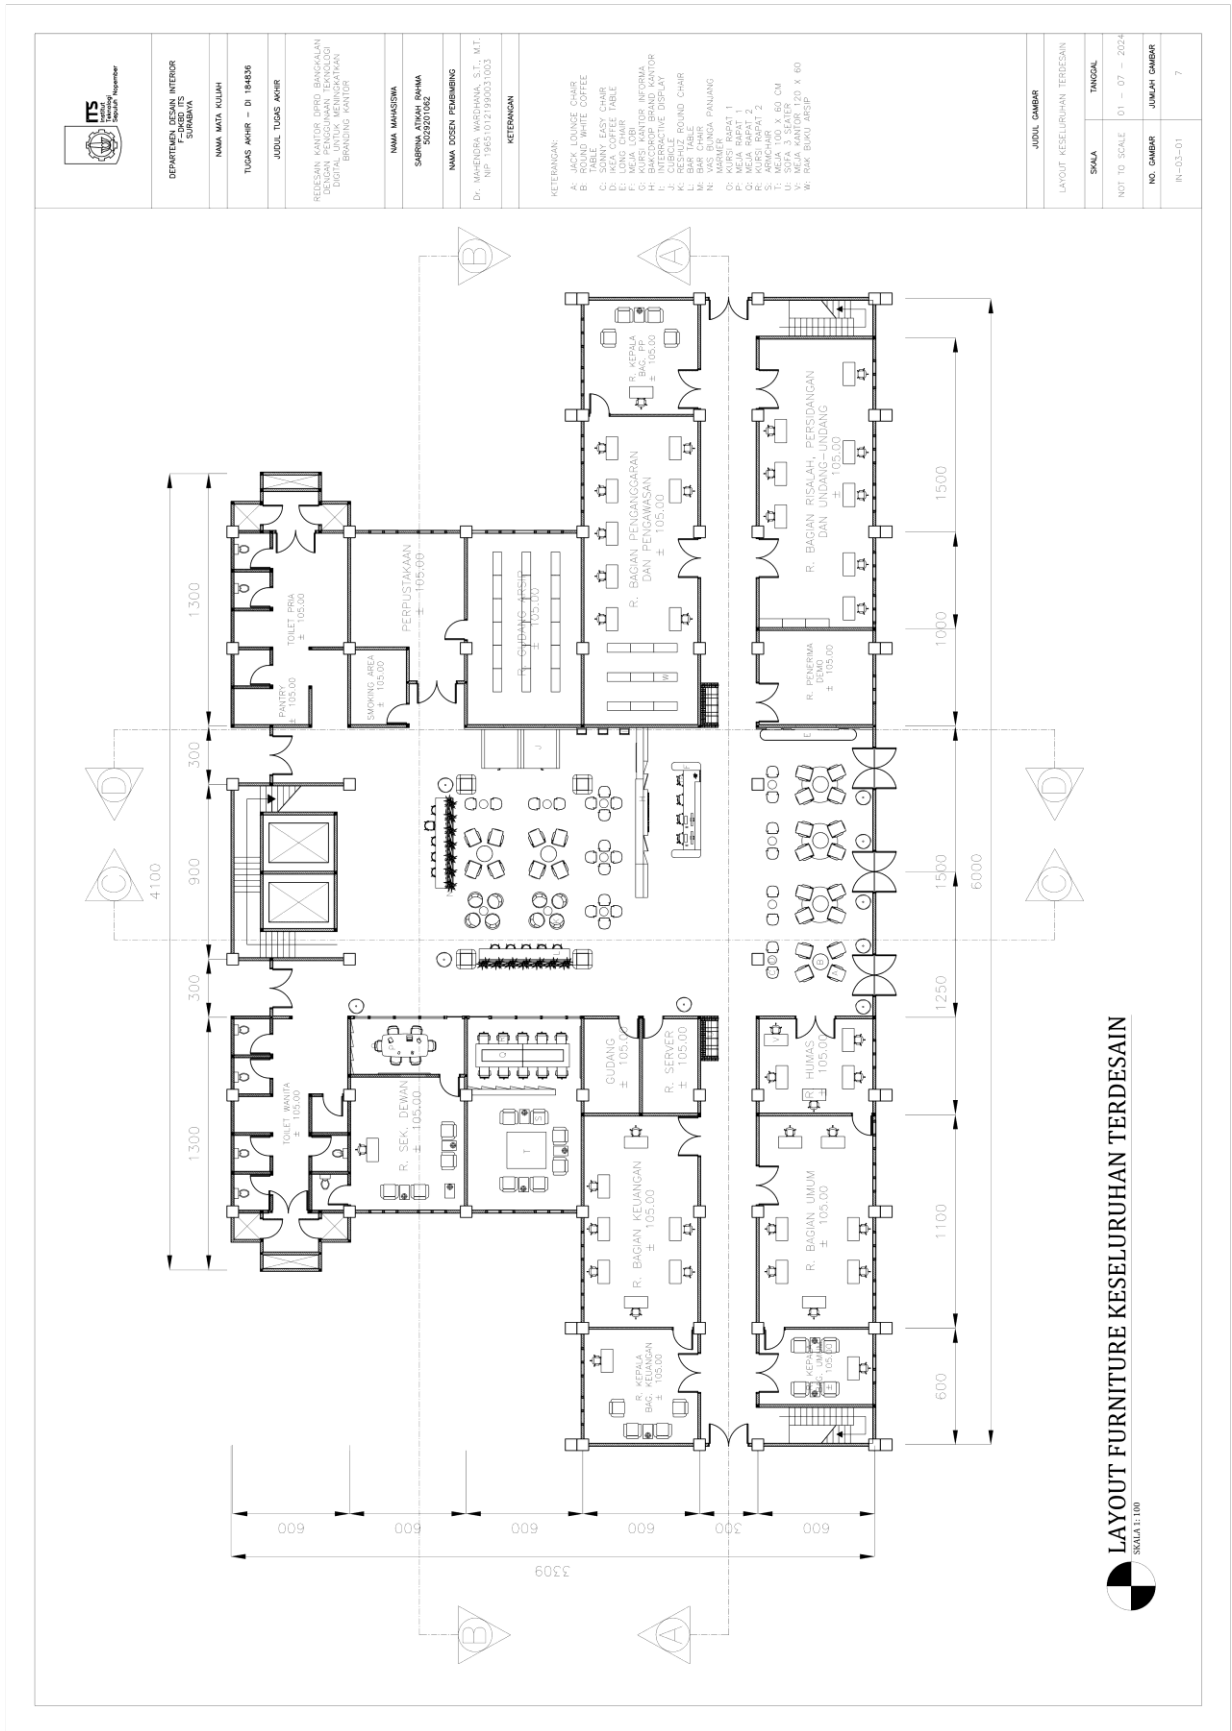 ITS
Institut
Teknologi
Sepuluh Nopember
DEPARTEMEN DESAIN INTERIOR
F-DKBD ITS
SURABAYA
NAMA MATA KULIAH
TUGAS AKHIR - DI 184836
JUDUL TUGAS AKHIR
REDESAIN KANTOR DPRD BANGKALAN
DENGAN PENGGUNAAN TEKNOLOGI
DIGITAL UNTUK MENINGKATKAN
BRANDING KANTOR
NAMA MAHASISWA
SABRINA ATIKAH RAHMA
5029201062
NAMA DOSEN PEMBIMBING
Dr. MAHENDRA WARDHANA, S.T., M.T.
NIP 196510121990031003
KETERANGAN
KETERANGAN:
A: JACK LOUNGE CHAIR
B: ROUND WHITE COFFEE
TABLE
C: SONNY EASY CHAIR
D: IKEA COFFEE TABLE
E: LONG CHAIR
F: MEJA LOBI
G: KURSI KANTOR INFORMA
H: BAKCDROP BRAND KANTOR
I: INTERRACTIVE DISPLAY
J: CUBICLE
K: RESHUZ ROUND CHAIR
L: BAR TABLE
M: BAR CHAIR
N: VAS BUNGA PANJANG
MARMER
O: KURSI RAPAT 1
P: MEJA RAPAT 1
Q: MEJA RAPAT 2
R: KURSI RAPAT 2
S: ARMCHAIR
T: MEJA 100 X 60 CM
U: SOFA 3 SEATER
V: MEJA KANTOR 120 X 60
W: RAK BUKU ARSIP
JUDUL GAMBAR
LAYOUT KESELURUHAN TERDESAIN
SKALA
TANGGAL
NOT TO SCALE
01 - 07 - 2024
NO. GAMBAR
JUMLAH GAMBAR
IN-03-01
7
B
A
R. KEPALA
BAG. PP
± 105.00
R. BAGIAN PENGANGGARAN
DAN PENGAWASAN
± 105.00
R. BAGIAN RISALAH, PERSIDANGAN
DAN UNDANG-UNDANG
± 105.00
R. PENERIMA
DEMO
± 105.00
PERPUSTAKAAN
± 105.00
R. GUDANG ARSIP
± 105.00
TOILET PRIA
± 105.00
PANTRY
± 105.00
SMOKING AREA
± 105.00
W
J
H
F
E
D
D
C
C
N
L
B
A
GUDANG
± 105.00
R. SERVER
± 105.00
R. HUMAS
± 105.00
V
P
Q
S
T
TOILET WANITA
± 105.00
R. SEK. DEWAN
± 105.00
R. BAGIAN KEUANGAN
± 105.00
R. BAGIAN UMUM
± 105.00
R. KEPALA
BAG. KEUANGAN
± 105.00
R. KEPALA
BAG. UMUM
± 105.00
B
A
4100
1300
300
900
300
1300
1500
1000
1500
1250
1100
600
6000
600
600
600
600
300
600
3309
LAYOUT FURNITURE KESELURUHAN TERDESAIN
SKALA 1: 100